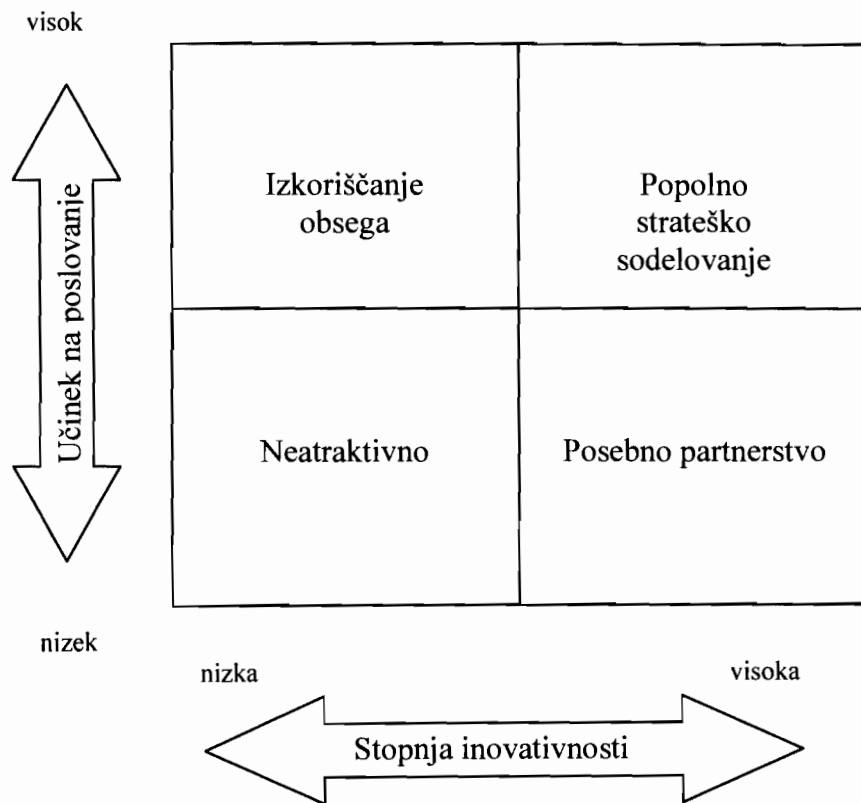 visok
Izkoriščanje
obsega
Popolno
strateško
sodelovanje
Učinek na poslovanje
Neatraktivno
Posebno partnerstvo
nizek
nizka
visoka
Stopnja inovativnosti